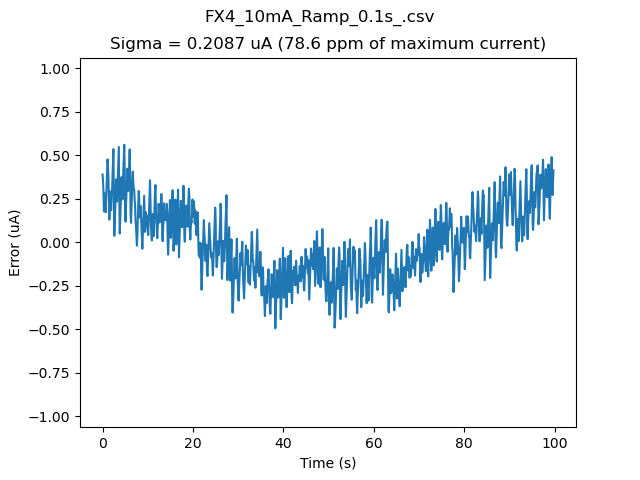 FX4_10mA_Ramp_0.1s_.csv
Sigma = 0.2087 uA (78.6 ppm of maximum current)
1.00
0.75
0.50
0.25
0.00
−0.25
−0.50
−0.75
−1.00
Error (uA)
0 20 40 60 80 100
Time (s)